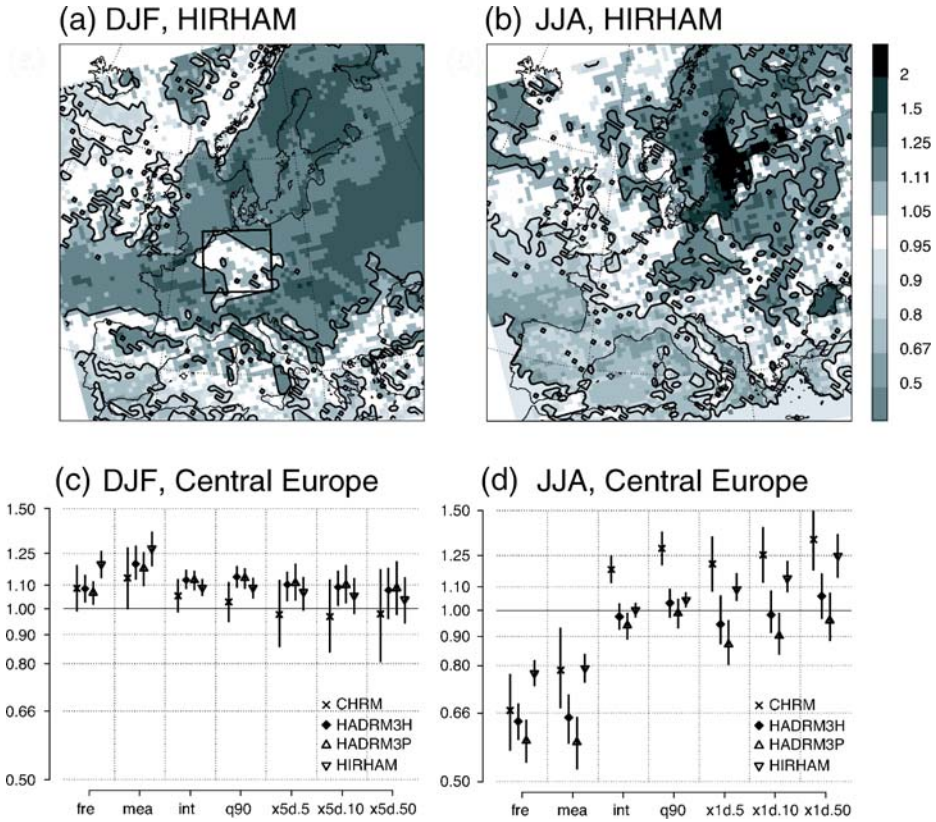 (a) DJF, HIRHAM
(b) JJA, HIRHAM
2
1.5
1.25
1.11
1.05
0.95
0.9
0.8
0.67
0.5
(c) DJF, Central Europe
1.50
1.25
1.10
1.00
0.90
0.80
0.66
0.50
CHRM
HADRM3H
HADRM3P
HIRHAM
fre mea int q90 x5d.5 x5d.10 x5d.50
(d) JJA, Central Europe
1.50
1.25
1.00
0.90
0.80
0.66
0.50
CHRM
HADRM3H
HADRM3P
HIRHAM
fre mea int q90 x1d.5 x1d.10 x1d.50